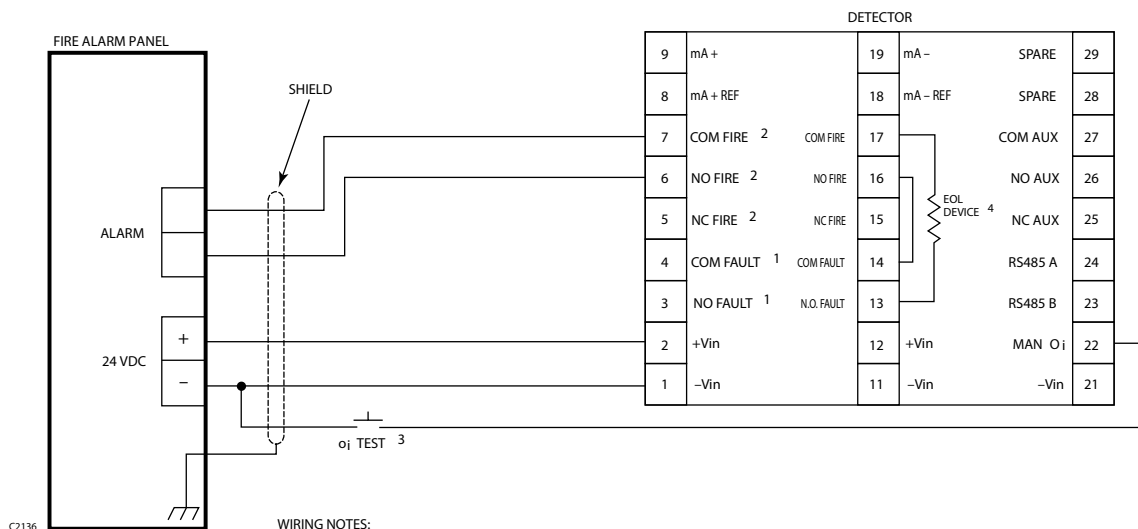 DETECTOR
FIRE ALARM PANEL
SHIELD
ALARM
24 VDC
+
–
oi TEST 3
9 mA + 19 mA – SPARE 29
8 mA + REF 18 mA – REF SPARE 28
7 COM FIRE 2 COM FIRE 17 COM AUX 27
6 NO FIRE 2 NO FIRE 16 NO AUX 26
EOL
DEVICE 4
5 NC FIRE 2 NC FIRE 15 NC AUX 25
4 COM FAULT 1 COM FAULT 14 RS485 A 24
3 NO FAULT 1 N.O. FAULT 13 RS485 B 23
2 +Vin 12 +Vin MAN Oi 22
1 –Vin 11 –Vin –Vin 21
C2136
WIRING NOTES: